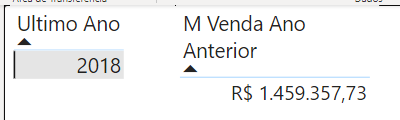 Ultimo Ano
M Venda Ano
Anterior
2018
R$ 1.459.357,73